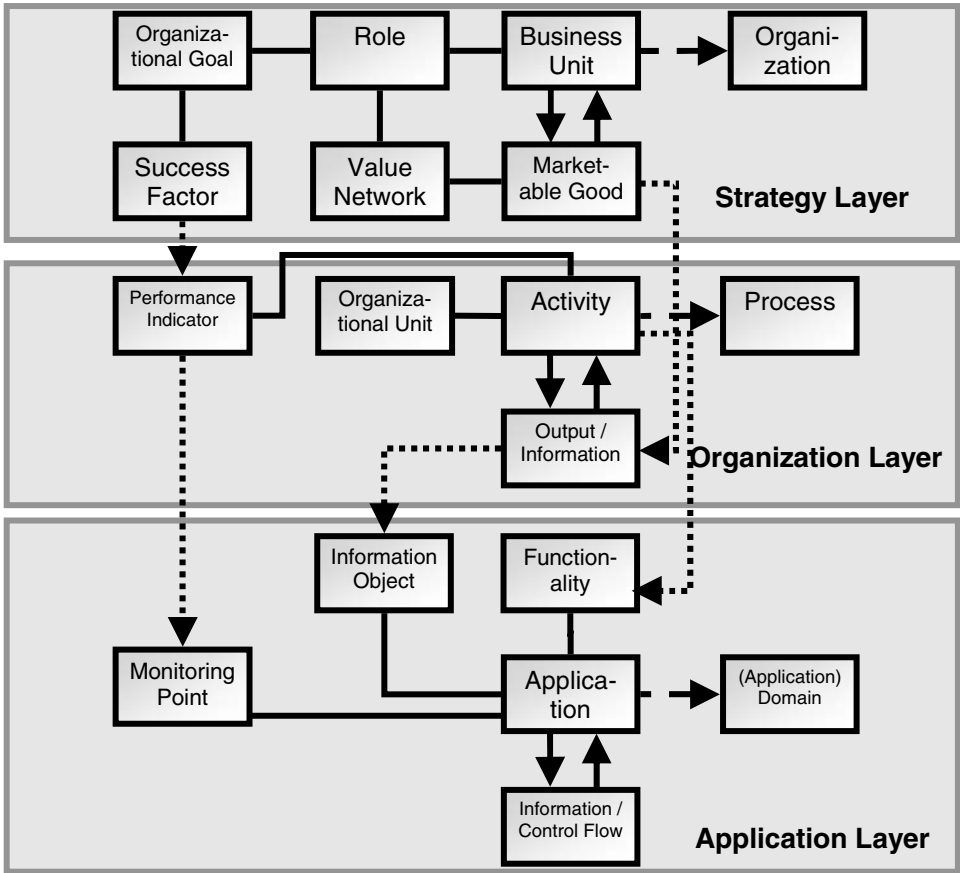 Organiza-
tional Goal
Role
Business
Unit
Organi-
zation
Success
Factor
Value
Network
Market-
able Good
Strategy Layer
Performance
Indicator
Organiza-
tional Unit
Activity
Process
Output /
Information
Organization Layer
Information
Object
Function-
ality
Monitoring
Point
Applica-
tion
(Application)
Domain
Information /
Control Flow
Application Layer